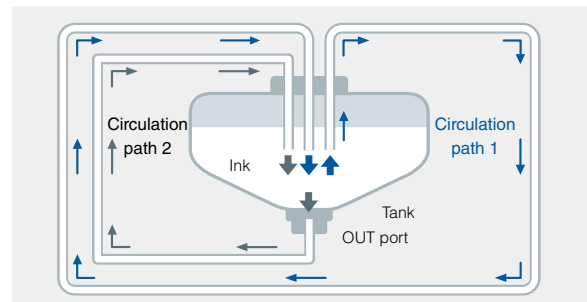 Circulation
path 2
Circulation
path 1
Ink
Tank
OUT port